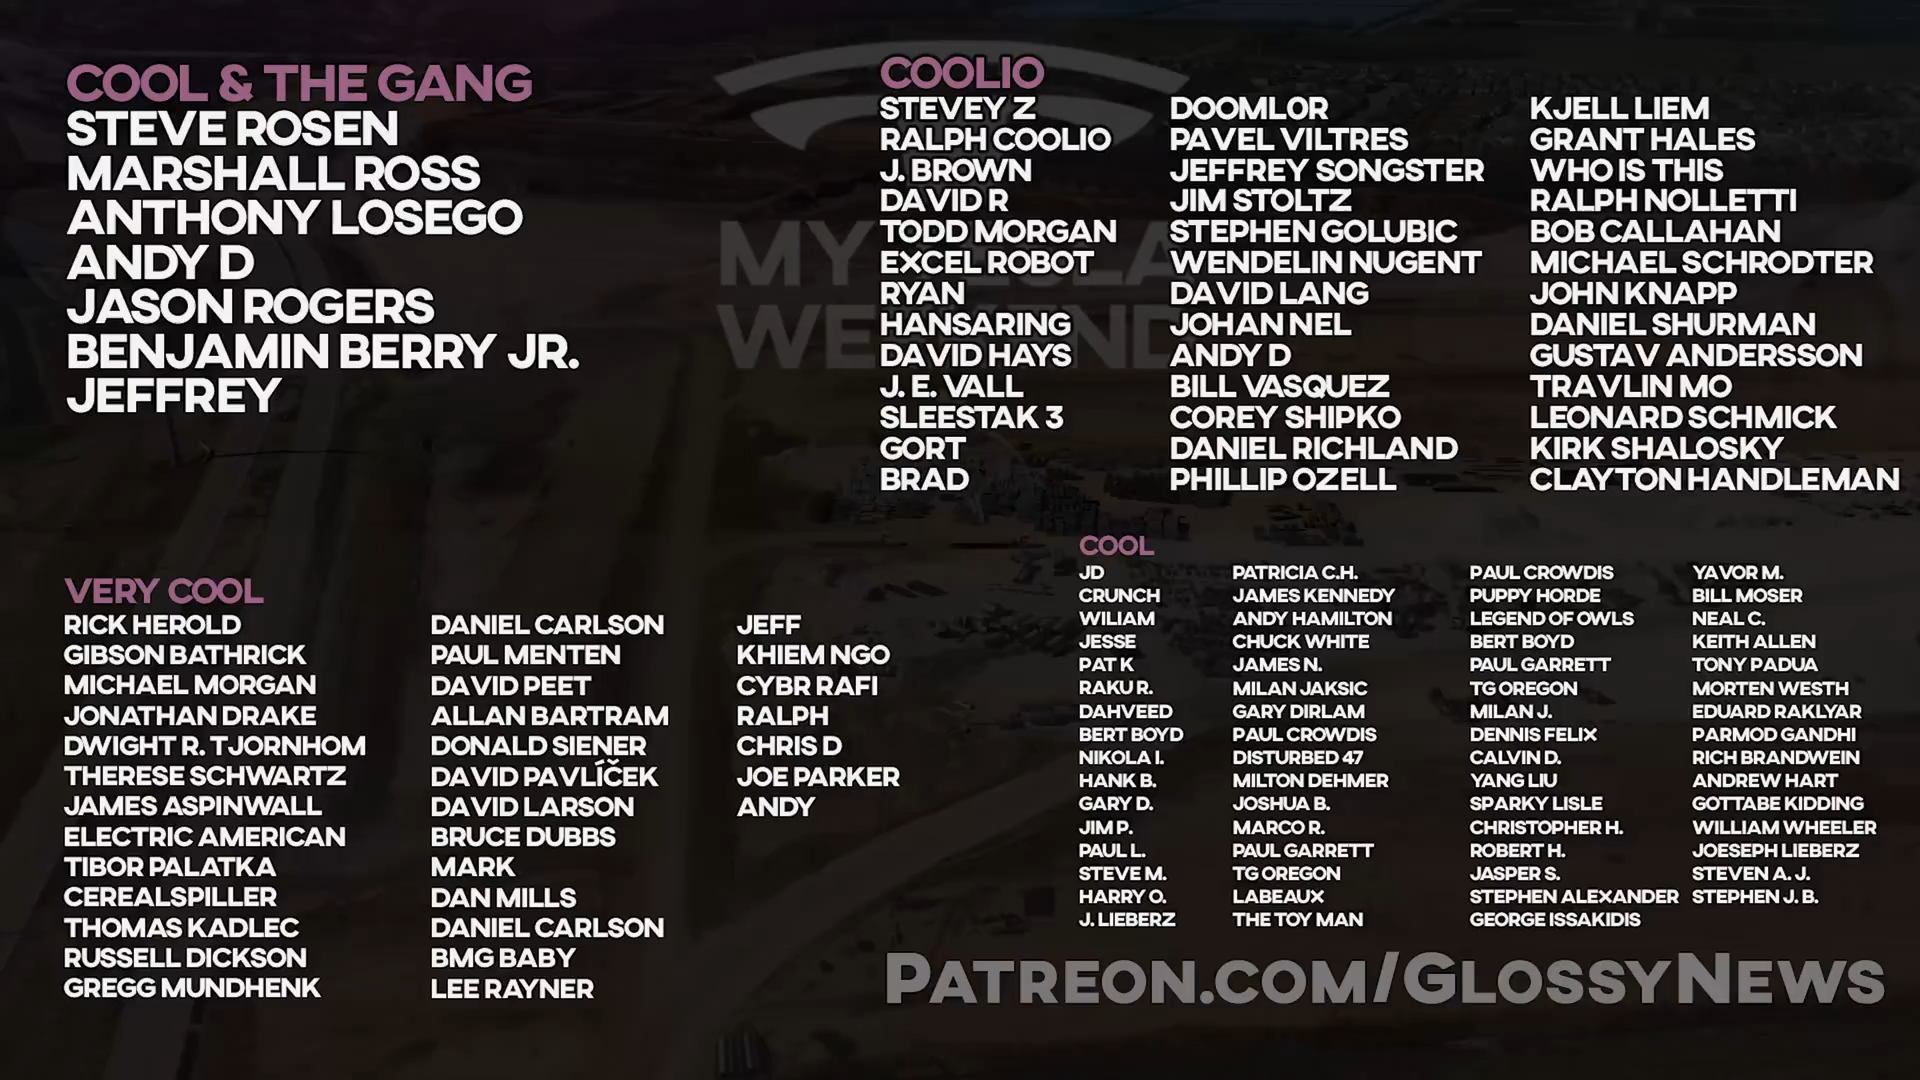 COOL & THE GANG
STEVE ROSEN
MARSHALL ROSS
ANTHONY LOSEGO
ANDY D
JASON ROGERS
BENJAMIN BERRY JR.
JEFFREY
COOLIO
STEVEY Z
RALPH COOLIO
J. BROWN
DAVID R
TODD MORGAN
EXCEL ROBOT
RYAN
HANSARING
DAVID HAYS
J. E. VALL
SLEESTAK 3
GORT
BRAD
DOOML0R
PAVEL VILTRES
JEFFREY SONGSTER
JIM STOLTZ
STEPHEN GOLUBIC
WENDELIN NUGENT
DAVID LANG
JOHAN NEL
ANDY D
BILL VASQUEZ
COREY SHIPKO
DANIEL RICHLAND
PHILLIP OZELL
KJELL LIEM
GRANT HALES
WHO IS THIS
RALPH NOLLETTI
BOB CALLAHAN
MICHAEL SCHRODTER
JOHN KNAPP
DANIEL SHURMAN
GUSTAV ANDERSSON
TRAVLIN MO
LEONARD SCHMICK
KIRK SHALOSKY
CLAYTON HANDLEMAN
MY
VERY COOL
RICK HEROLD
GIBSON BATHRICK
MICHAEL MORGAN
JONATHAN DRAKE
DWIGHT R. TJORNHOM
THERESE SCHWARTZ
JAMES ASPINWALL
ELECTRIC AMERICAN
TIBOR PALATKA
CEREALSPILLER
THOMAS KADLEC
RUSSELL DICKSON
GREGG MUNDHENK
DANIEL CARLSON
PAUL MENTEN
DAVID PEET
ALLAN BARTRAM
DONALD SIENER
DAVID PAVLÍČEK
DAVID LARSON
BRUCE DUBBS
MARK
DAN MILLS
DANIEL CARLSON
BMG BABY
LEE RAYNER
JEFF
KHIEM NGO
CYBR RAFI
RALPH
CHRIS D
JOE PARKER
ANDY
COOL
JD
CRUNCH
WILIAM
JESSE
PAT K
RAKU R.
DAHVEED
BERT BOYD
NIKOLA I.
HANK B.
GARY D.
JIM P.
PAUL L.
STEVE M.
HARRY O.
J. LIEBERZ
PATRICIA C.H.
JAMES KENNEDY
ANDY HAMILTON
CHUCK WHITE
JAMES N.
MILAN JAKSIC
GARY DIRLAM
PAUL CROWDIS
DISTURBED 47
MILTON DEHMER
JOSHUA B.
MARCO R.
PAUL GARRETT
TG OREGON
LABEAUX
THE TOY MAN
PAUL CROWDIS
PUPPY HORDE
LEGEND OF OWLS
BERT BOYD
PAUL GARRETT
TG OREGON
MILAN J.
DENNIS FELIX
CALVIN D.
YANG LIU
SPARKY LISLE
CHRISTOPHER H.
ROBERT H.
JASPER S.
STEPHEN ALEXANDER
GEORGE ISSAKIDIS
YAVOR M.
BILL MOSER
NEAL C.
KEITH ALLEN
TONY PADUA
MORTEN WESTH
EDUARD RAKLYAR
PARMOD GANDHI
RICH BRANDWEIN
ANDREW HART
GOTTABE KIDDING
WILLIAM WHEELER
JOESEPH LIEBERZ
STEVEN A. J.
STEPHEN J. B.
PATREON.COM/GLOSSYNEWS